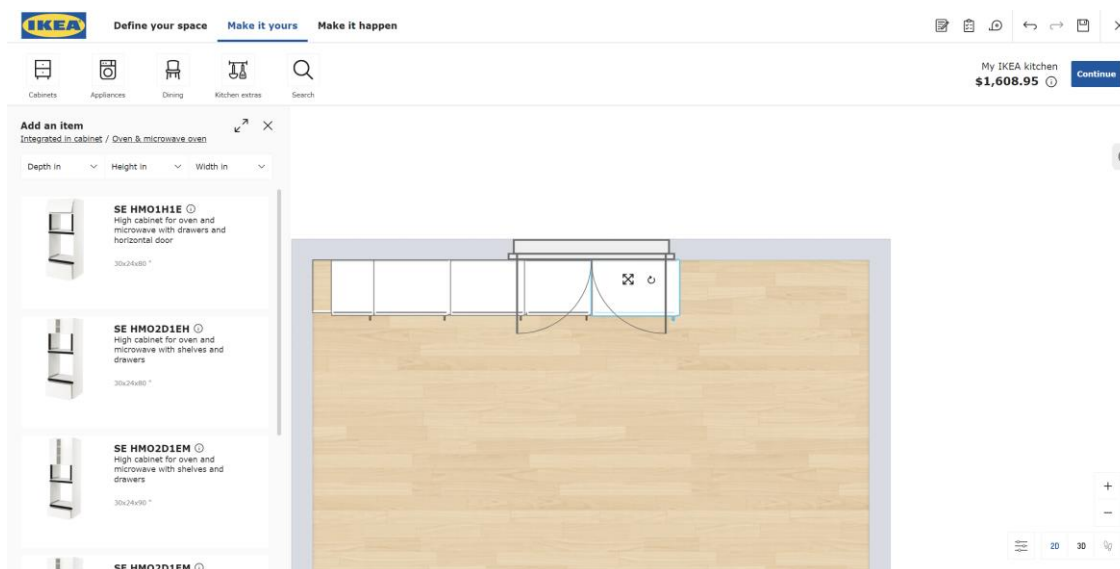 IKEA
Define your space Make it yours Make it happen
Cabinets Appliances Dining Kitchen extras Search
My IKEA kitchen
$1,608.95
Continue
Add an item
Integrated in cabinet / Oven & microwave oven
Depth in Height in Width in
SE HMO1H1E
High cabinet for oven and
microwave with drawers and
horizontal door
30x24x80 "
SE HMO2D1EH
High cabinet for oven and
microwave with shelves and
drawers
30x24x80 "
SE HMO2D1EM
High cabinet for oven and
microwave with shelves and
drawers
30x24x90 "
SE HMO2D1EM
2D 3D